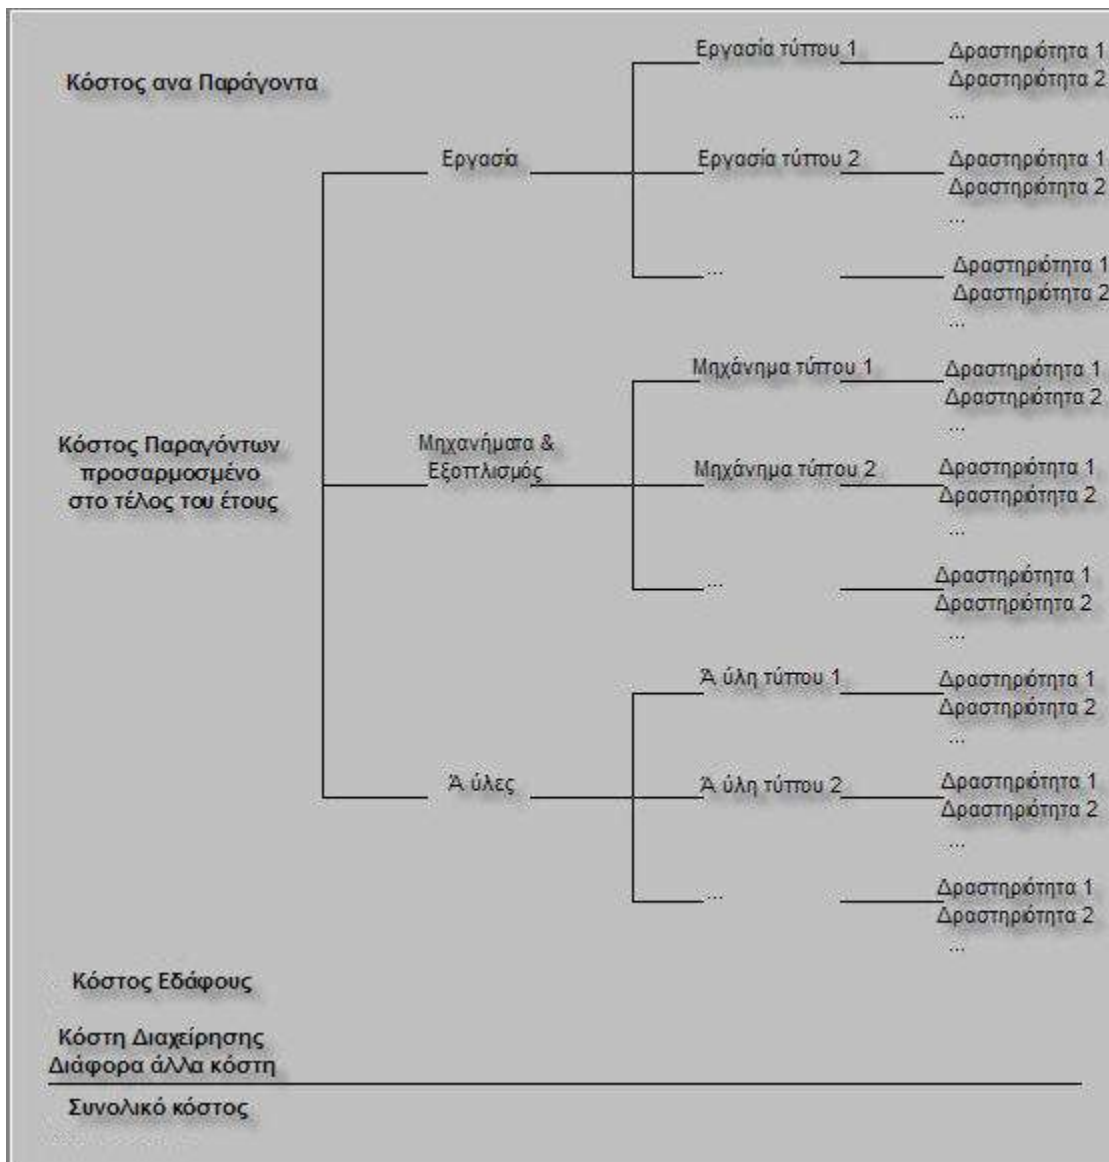 Κόστος ανα Παράγοντα
Εργασία τύπου 1
Δραστηριότητα 1
Δραστηριότητα 2
...
Εργασία
Εργασία τύπου 2
Δραστηριότητα 1
Δραστηριότητα 2
...
...
Δραστηριότητα 1
Δραστηριότητα 2
...
Κόστος Παραγόντων
προσαρμοσμένο
στο τέλος του έτους
Μηχανήματα &
Εξοπλισμός
Μηχάνημα τύπου 1
Δραστηριότητα 1
Δραστηριότητα 2
...
Μηχάνημα τύπου 2
Δραστηριότητα 1
Δραστηριότητα 2
...
...
Δραστηριότητα 1
Δραστηριότητα 2
...
Ά ύλες
Ά ύλη τύπου 1
Δραστηριότητα 1
Δραστηριότητα 2
...
Ά ύλη τύπου 2
Δραστηριότητα 1
Δραστηριότητα 2
...
...
Δραστηριότητα 1
Δραστηριότητα 2
...
Κόστος Εδάφους
Κόστη Διαχείρησης
Διάφορα άλλα κόστη
Συνολικό κόστος